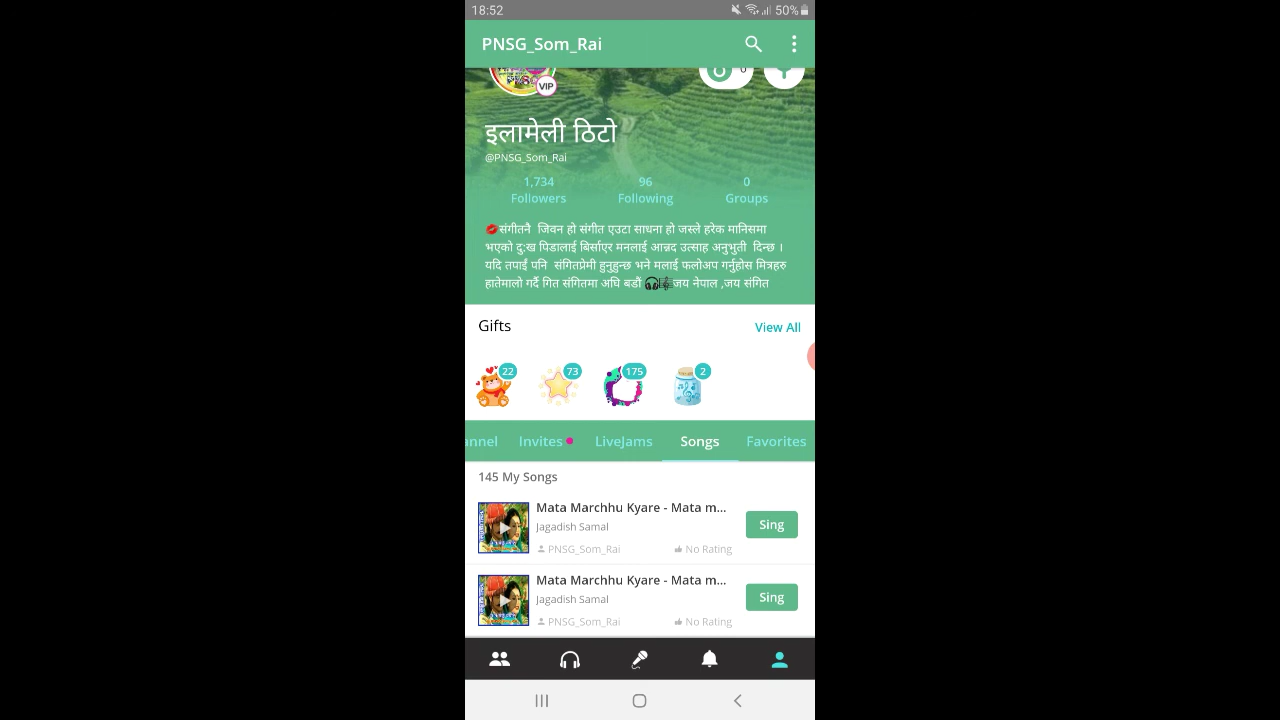 18:52
50%
PNSG_Som_Rai
VIP
इलामेली ठिटो
@PNSG_Som_Rai
1,734 96 0
Followers Following Groups
संगीतनै जिवन हो संगीत एउटा साधना हो जस्ले हरेक मानिसमा
भएको दुःख पिडालाई बिर्साएर मनलाई आन्नद उत्साह अनुभुती दिन्छ ।
यदि तपाईं पनि संगितप्रेमी हुनुहुन्छ भने मलाई फलोअप गर्नुहोस मित्रहरु
हातेमालो गर्दै गित संगितमा अघि बडौं जय नेपाल ,जय संगित
Gifts View All
22 73 175 2
annel Invites LiveJams Songs Favorites
145 My Songs
Mata Marchhu Kyare - Mata m...
Jagadish Samal
PNSG_Som_Rai No Rating
Sing
Mata Marchhu Kyare - Mata m...
Jagadish Samal
PNSG_Som_Rai No Rating
Sing